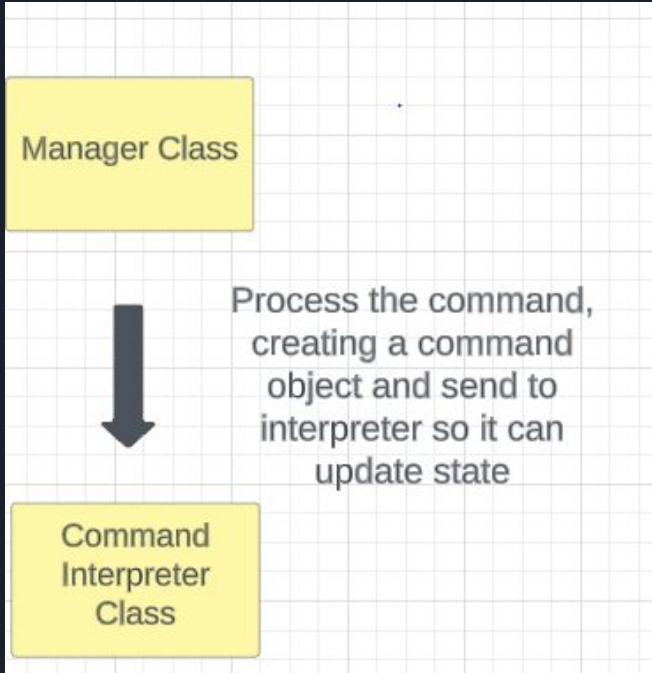 Manager Class
Process the command,
creating a command
object and send to
interpreter so it can
update state
Command
Interpreter
Class